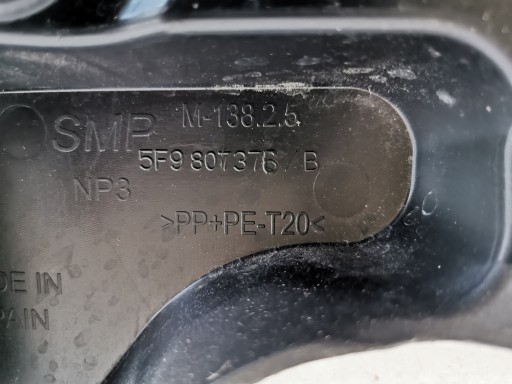 M-138.2.5
SMP
5F9 807376/B
NP3
>PP+PE-T20<
DE IN
PAIN